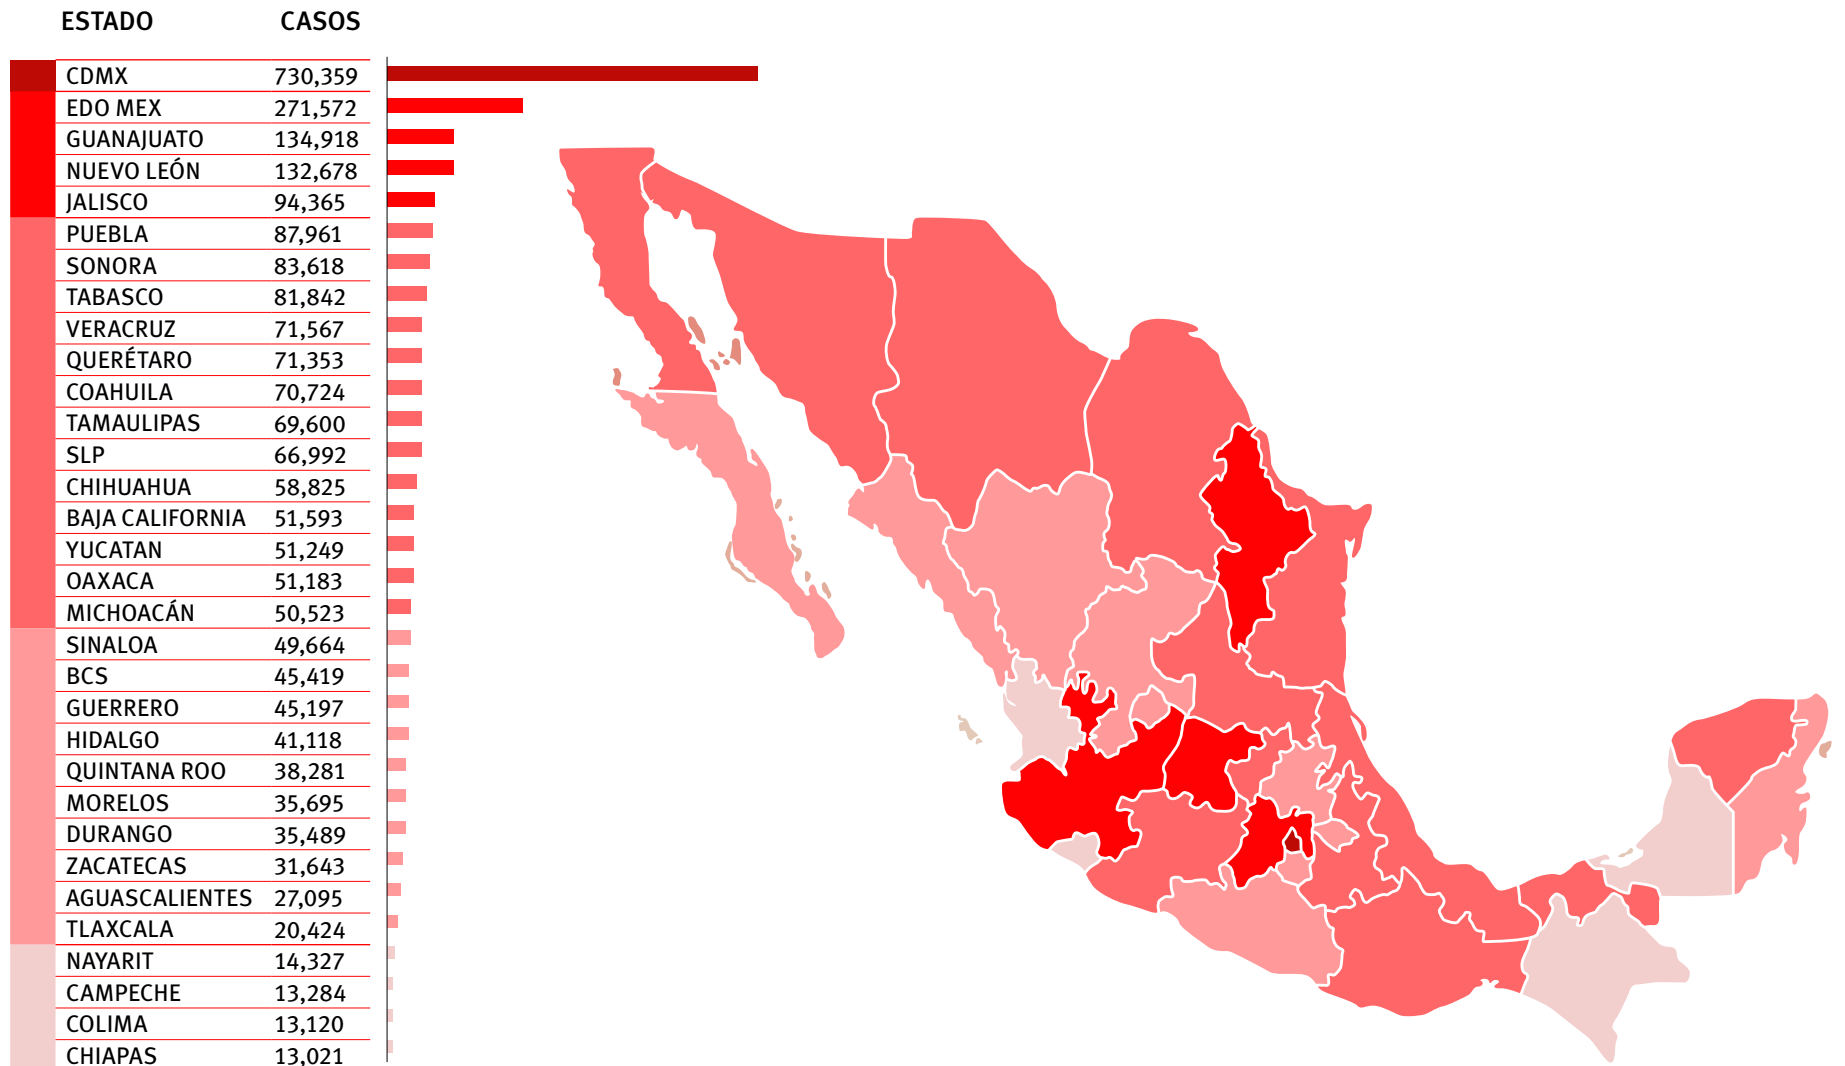 ESTADO CASOS
CDMX 730,359
EDO MEX 271,572
GUANAJUATO 134,918
NUEVO LEÓN 132,678
JALISCO 94,365
PUEBLA 87,961
SONORA 83,618
TABASCO 81,842
VERACRUZ 71,567
QUERÉTARO 71,353
COAHUILA 70,724
TAMAULIPAS 69,600
SLP 66,992
CHIHUAHUA 58,825
BAJA CALIFORNIA 51,593
YUCATAN 51,249
OAXACA 51,183
MICHOACÁN 50,523
SINALOA 49,664
BCS 45,419
GUERRERO 45,197
HIDALGO 41,118
QUINTANA ROO 38,281
MORELOS 35,695
DURANGO 35,489
ZACATECAS 31,643
AGUASCALIENTES 27,095
TLAXCALA 20,424
NAYARIT 14,327
CAMPECHE 13,284
COLIMA 13,120
CHIAPAS 13,021